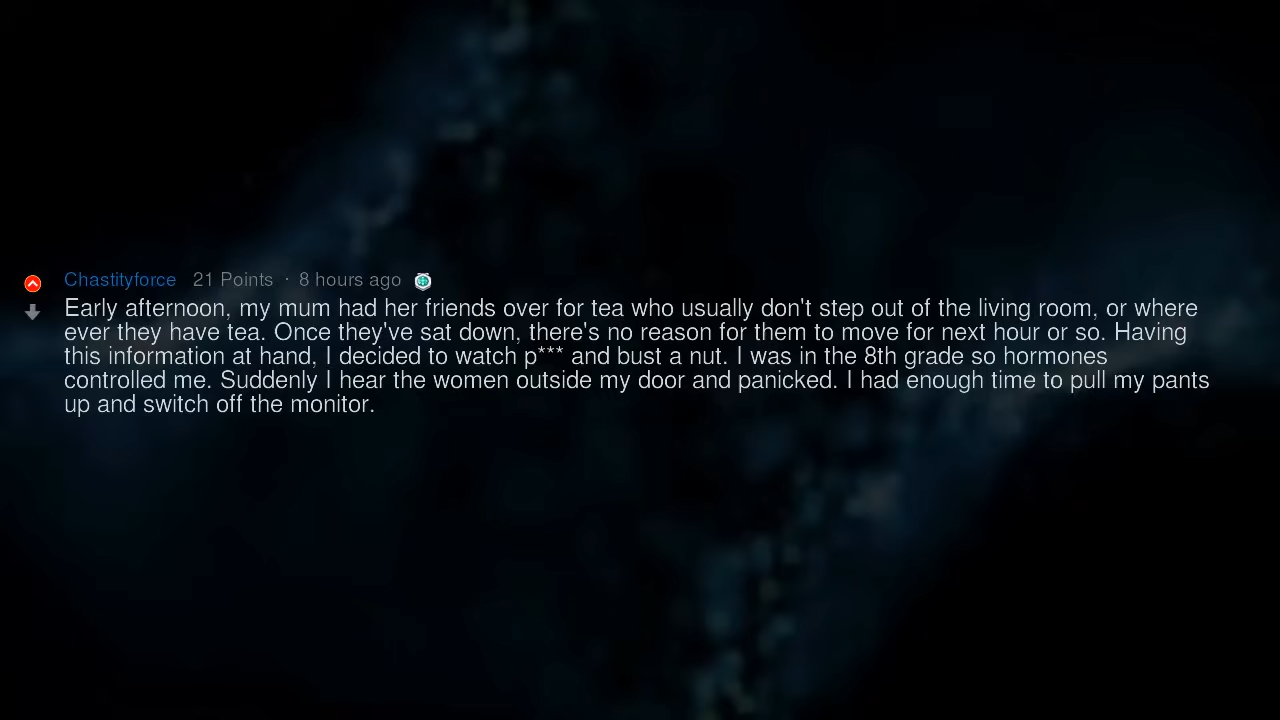 Chastityforce 21 Points · 8 hours ago
Early afternoon, my mum had her friends over for tea who usually don't step out of the living room, or where
ever they have tea. Once they've sat down, there's no reason for them to move for next hour or so. Having
this information at hand, I decided to watch p*** and bust a nut. I was in the 8th grade so hormones
controlled me. Suddenly I hear the women outside my door and panicked. I had enough time to pull my pants
up and switch off the monitor.